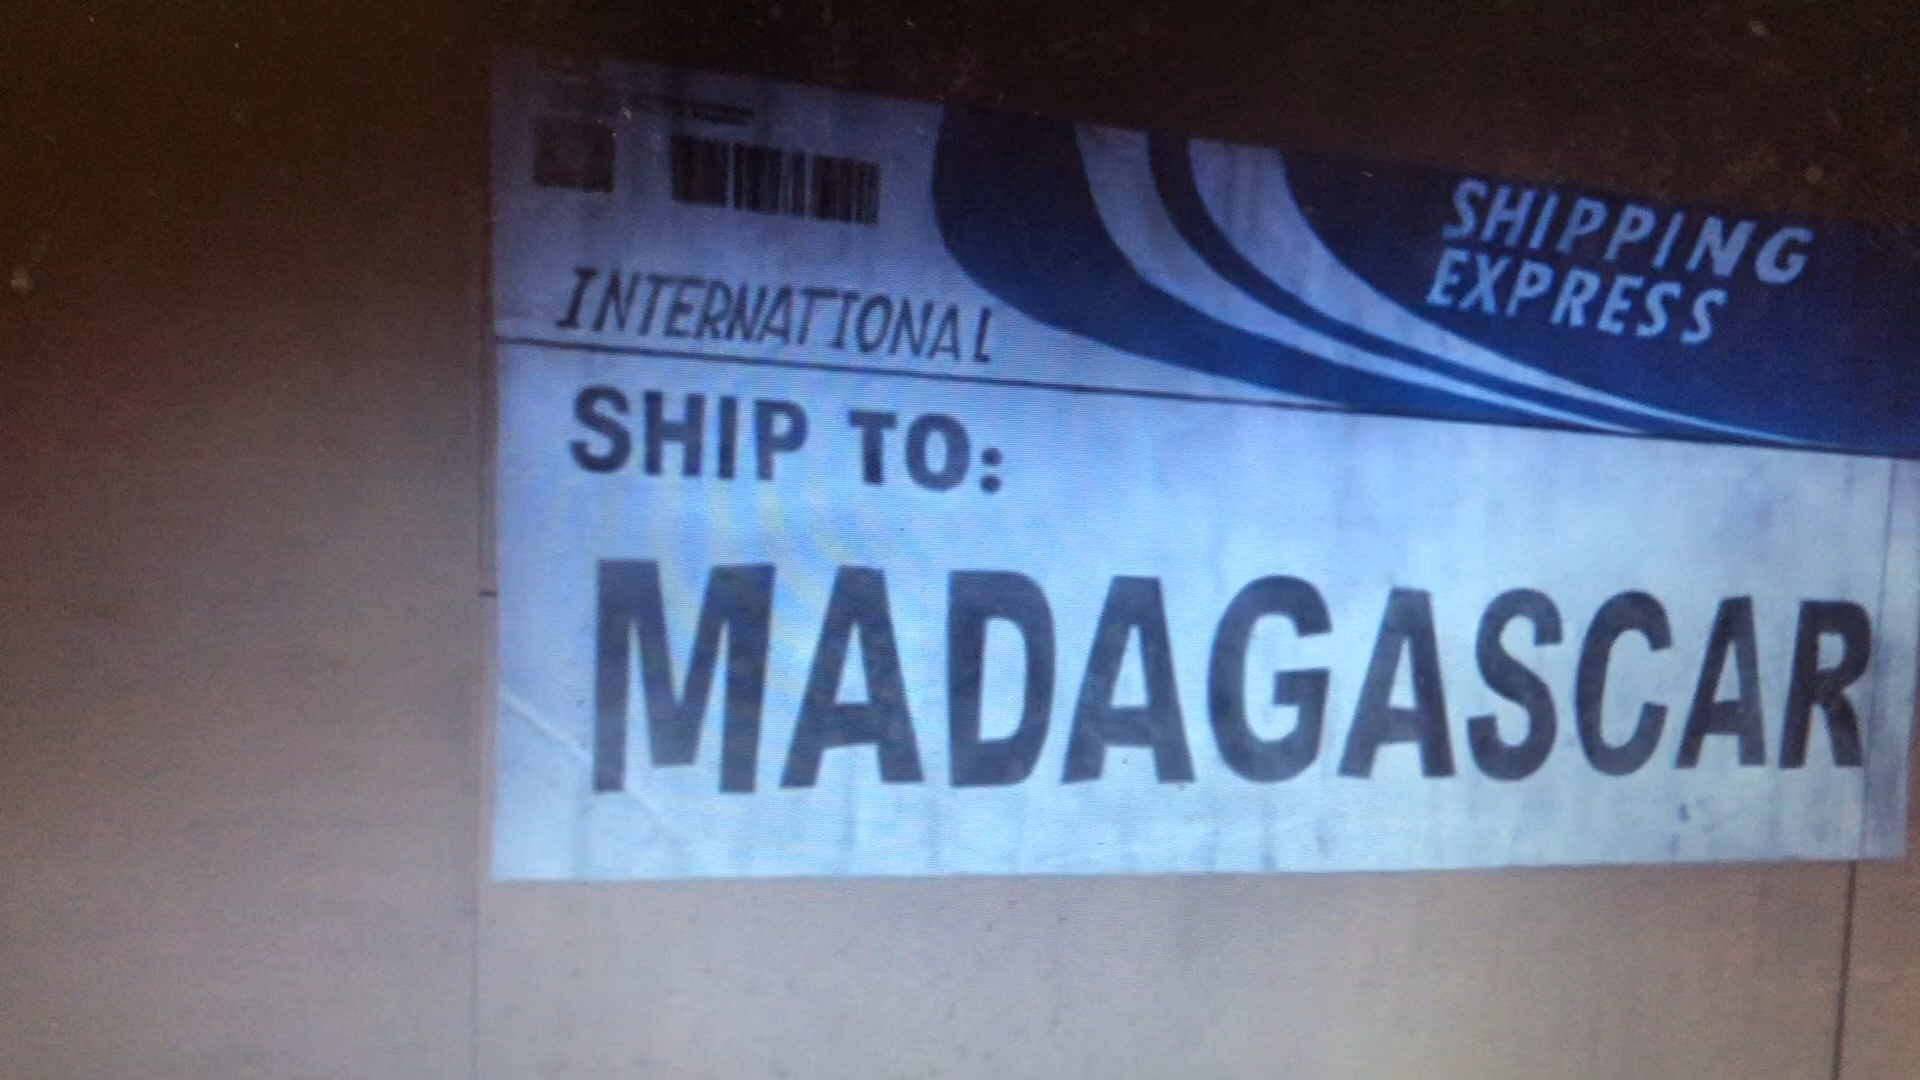 INTERNATIONAL
SHIPPING
EXPRESS
SHIP TO:
MADAGASCAR